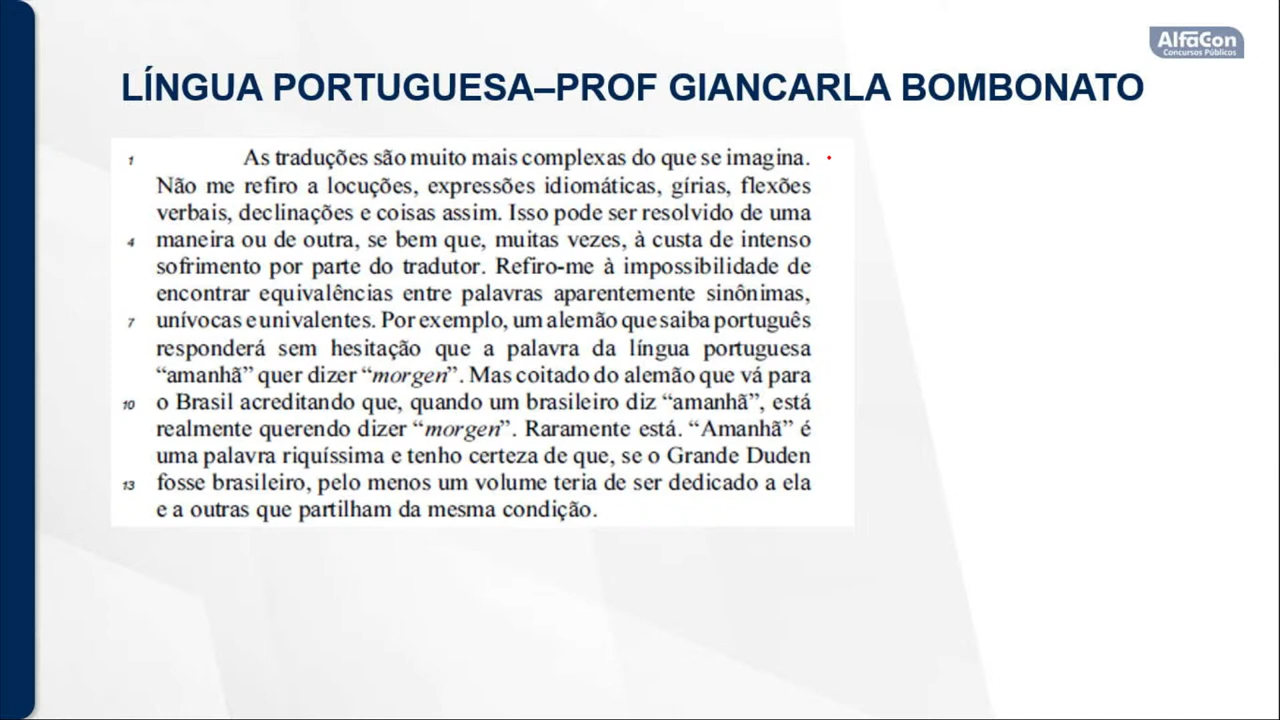 AlfaCon
Concursos Públicos
LÍNGUA PORTUGUESA–PROF GIANCARLA BOMBONATO
1 As traduções são muito mais complexas do que se imagina.
Não me refiro a locuções, expressões idiomáticas, gírias, flexões
verbais, declinações e coisas assim. Isso pode ser resolvido de uma
4 maneira ou de outra, se bem que, muitas vezes, à custa de intenso
sofrimento por parte do tradutor. Refiro-me à impossibilidade de
encontrar equivalências entre palavras aparentemente sinônimas,
7 unívocas e univalentes. Por exemplo, um alemão que saiba português
responderá sem hesitação que a palavra da língua portuguesa
“amanhã” quer dizer “morgen”. Mas coitado do alemão que vá para
10 o Brasil acreditando que, quando um brasileiro diz “amanhã”, está
realmente querendo dizer “morgen”. Raramente está. “Amanhã” é
uma palavra riquíssima e tenho certeza de que, se o Grande Duden
13 fosse brasileiro, pelo menos um volume teria de ser dedicado a ela
e a outras que partilham da mesma condição.